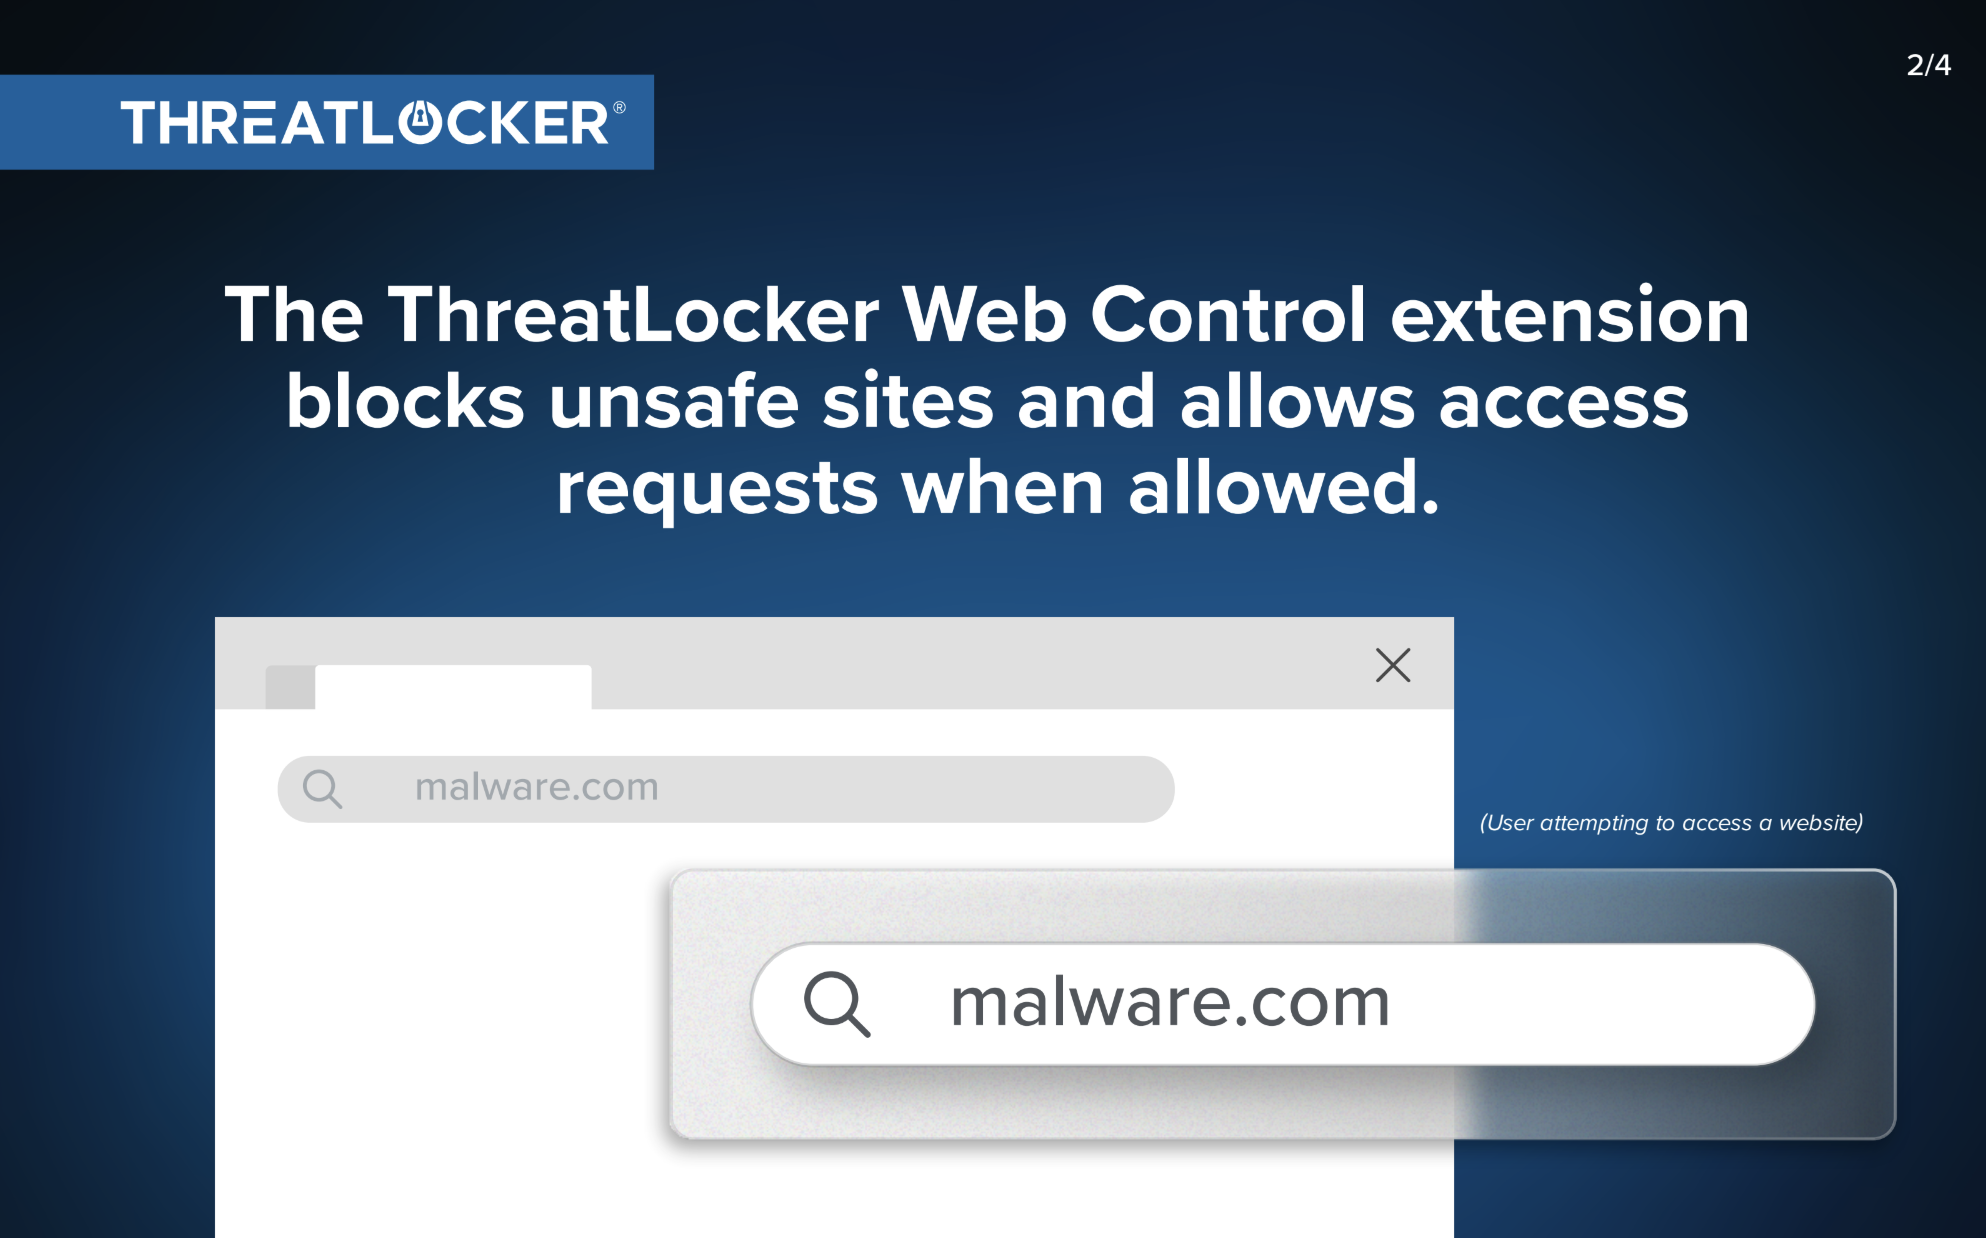 2/4
THREATLOCKER®
The ThreatLocker Web Control extension
blocks unsafe sites and allows access
requests when allowed.
malware.com
(User attempting to access a website)
malware.com